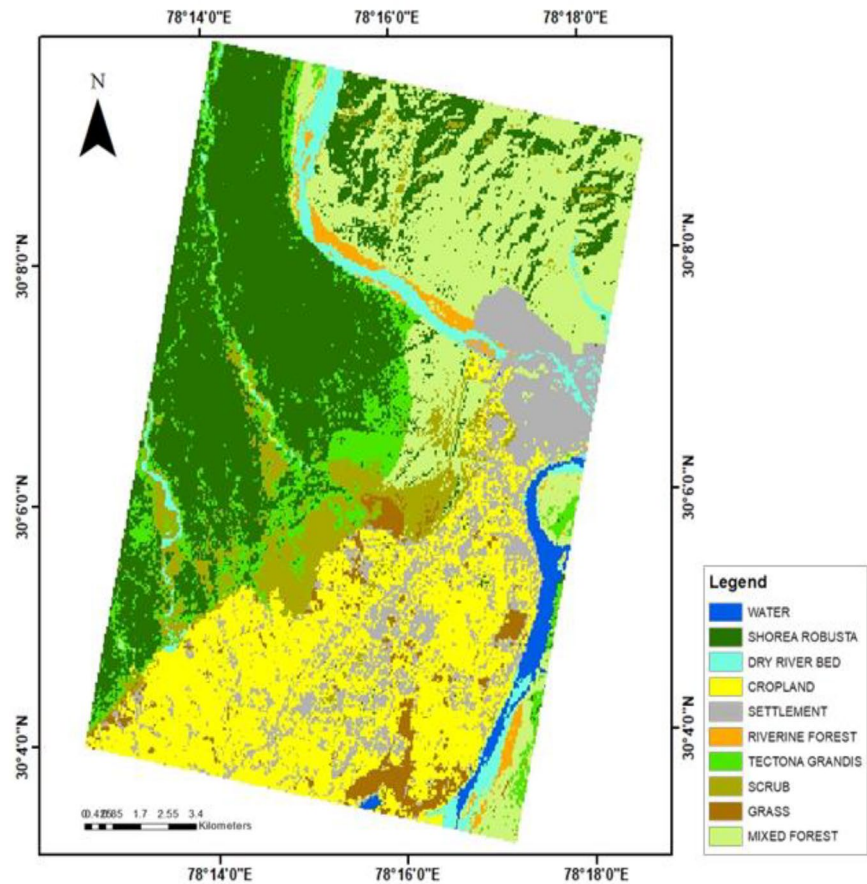 78°14'0"E 78°16'0"E 78°18'0"E
N
30°8'0"N
30°8'0"N
30°6'0"N
30°6'0"N
30°4'0"N
30°4'0"N
Legend
WATER
SHOREA ROBUSTA
DRY RIVER BED
CROPLAND
SETTLEMENT
RIVERINE FOREST
TECTONA GRANDIS
SCRUB
GRASS
MIXED FOREST
1.7 2.55 3.4
Kilometers
78°14'0"E 78°16'0"E 78°18'0"E